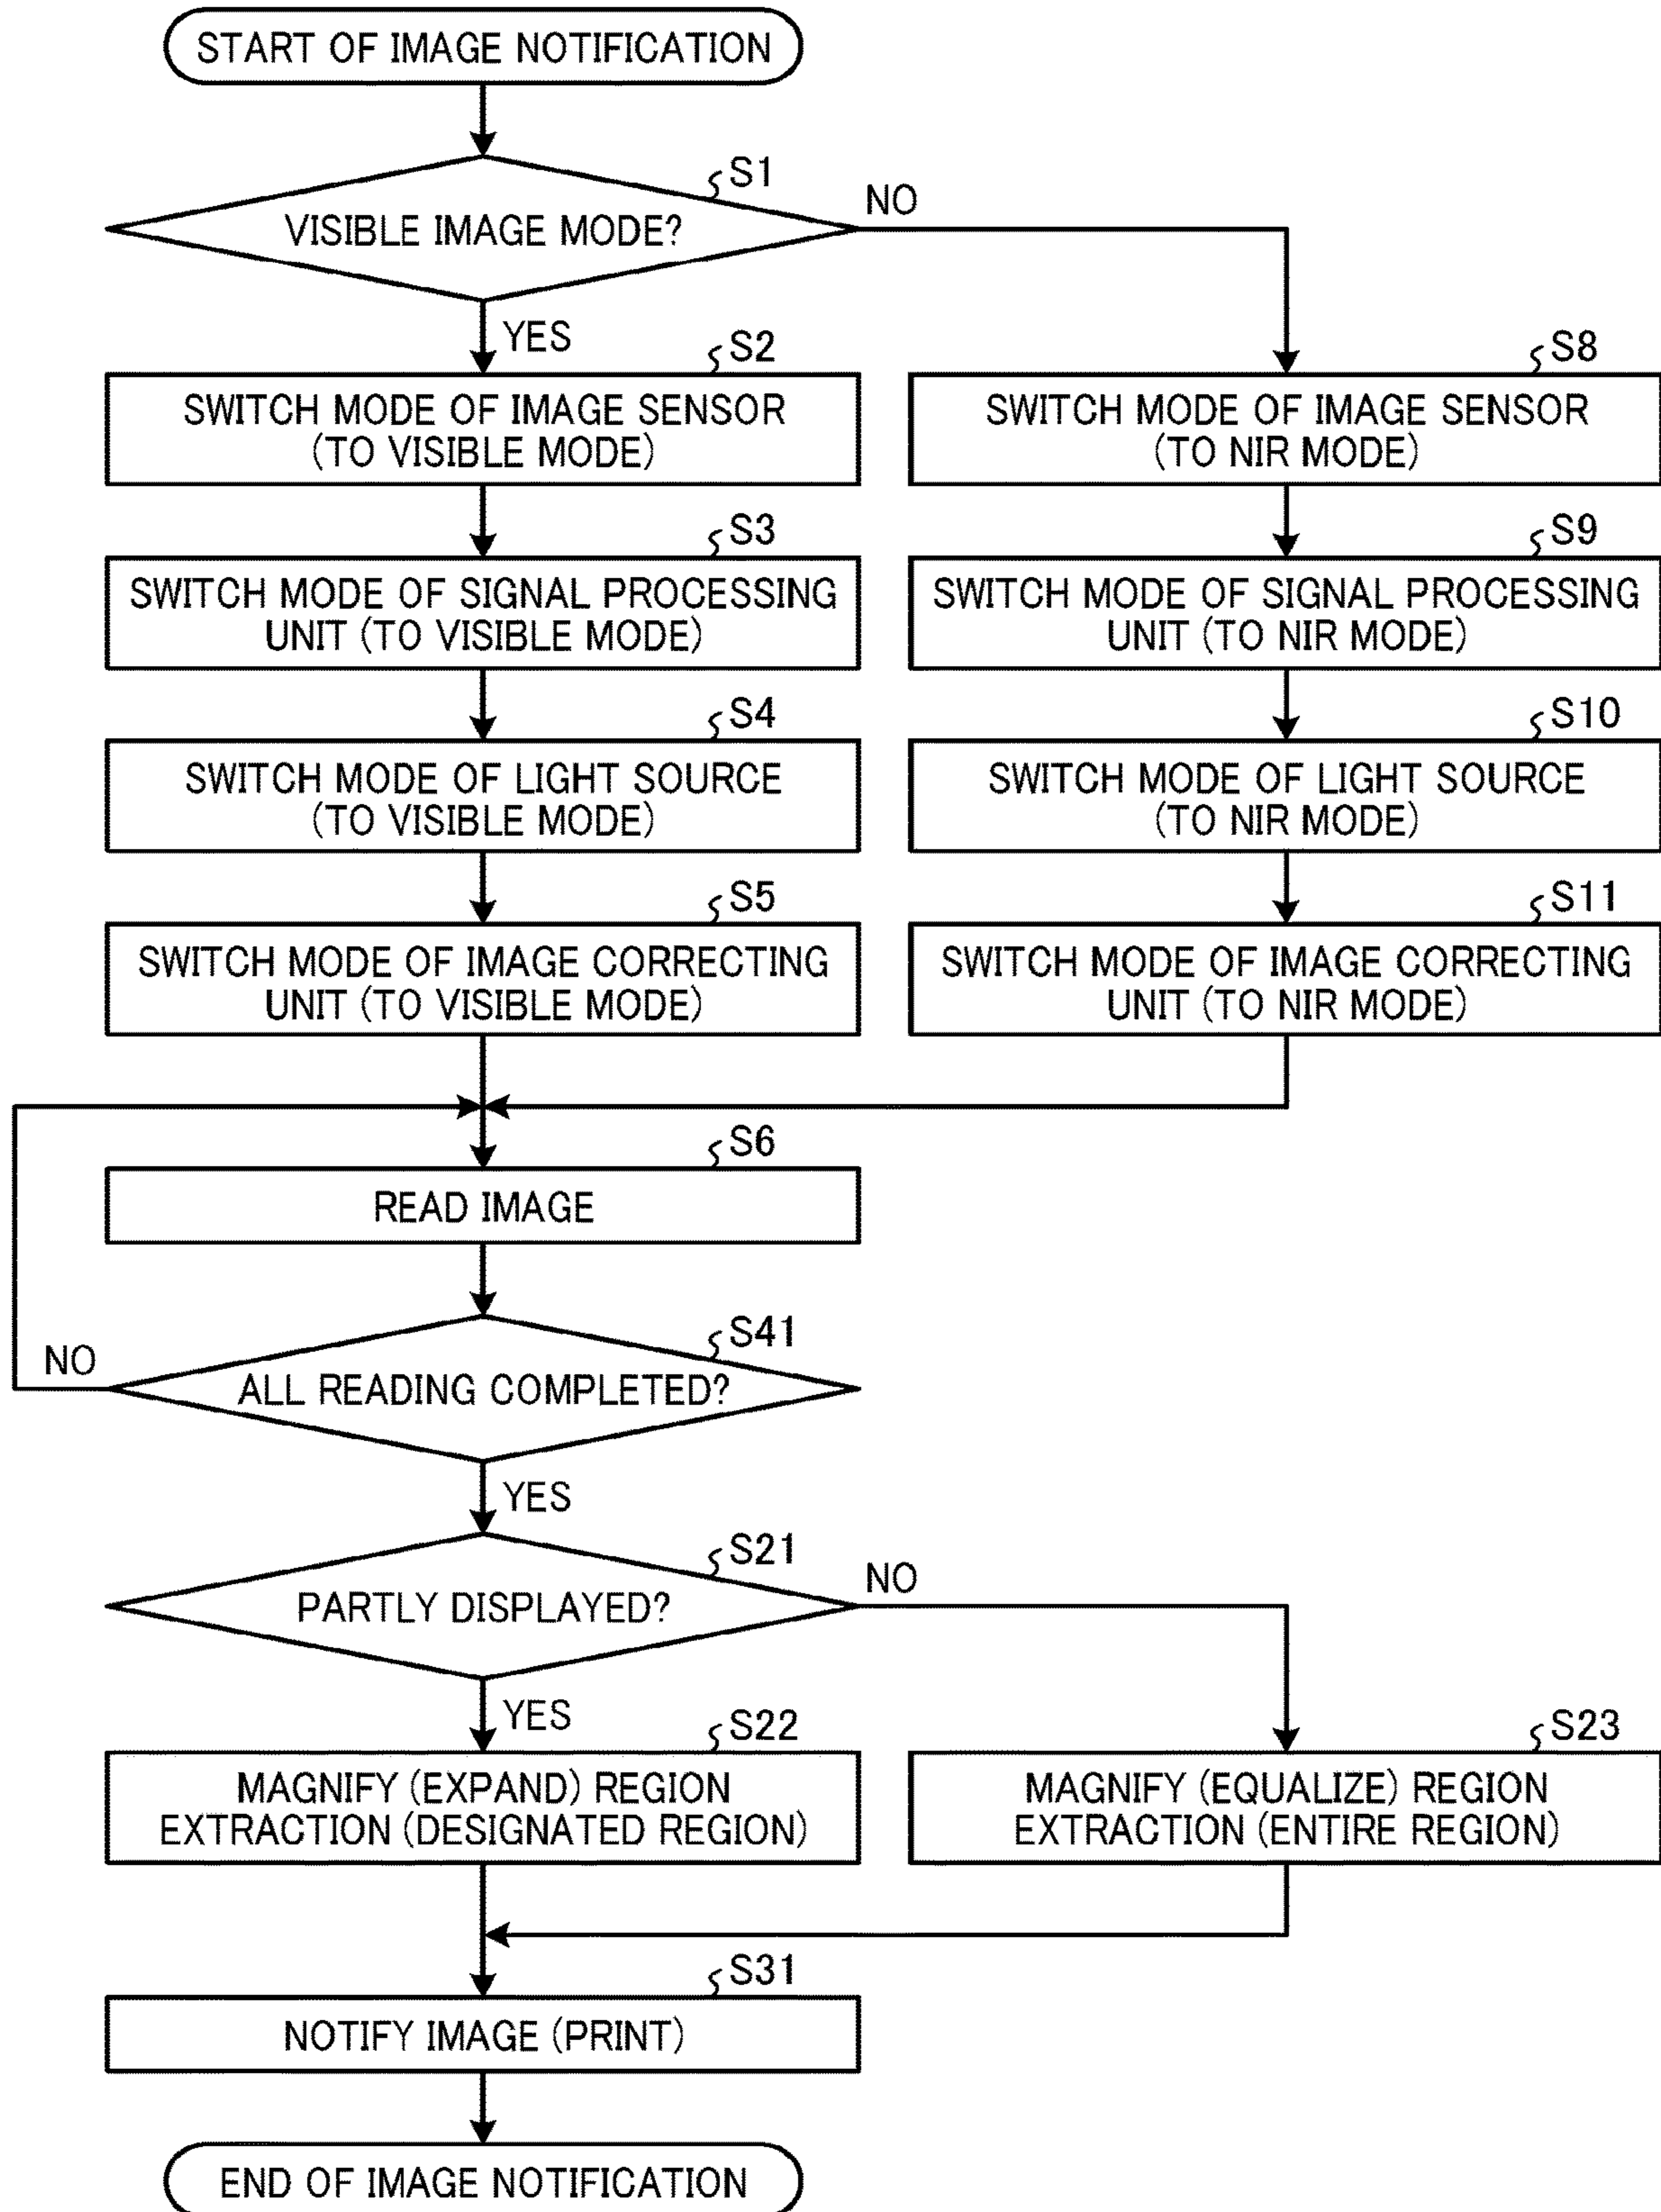 START OF IMAGE NOTIFICATION
S1
VISIBLE IMAGE MODE?
NO
YES
S2
SWITCH MODE OF IMAGE SENSOR
(TO VISIBLE MODE)
S8
SWITCH MODE OF IMAGE SENSOR
(TO NIR MODE)
S3
SWITCH MODE OF SIGNAL PROCESSING
UNIT (TO VISIBLE MODE)
S9
SWITCH MODE OF SIGNAL PROCESSING
UNIT (TO NIR MODE)
S4
SWITCH MODE OF LIGHT SOURCE
(TO VISIBLE MODE)
S10
SWITCH MODE OF LIGHT SOURCE
(TO NIR MODE)
S5
SWITCH MODE OF IMAGE CORRECTING
UNIT (TO VISIBLE MODE)
S11
SWITCH MODE OF IMAGE CORRECTING
UNIT (TO NIR MODE)
S6
READ IMAGE
S41
NO
ALL READING COMPLETED?
YES
S21
NO
PARTLY DISPLAYED?
YES
S22
MAGNIFY (EXPAND) REGION
EXTRACTION (DESIGNATED REGION)
S23
MAGNIFY (EQUALIZE) REGION
EXTRACTION (ENTIRE REGION)
S31
NOTIFY IMAGE (PRINT)
END OF IMAGE NOTIFICATION